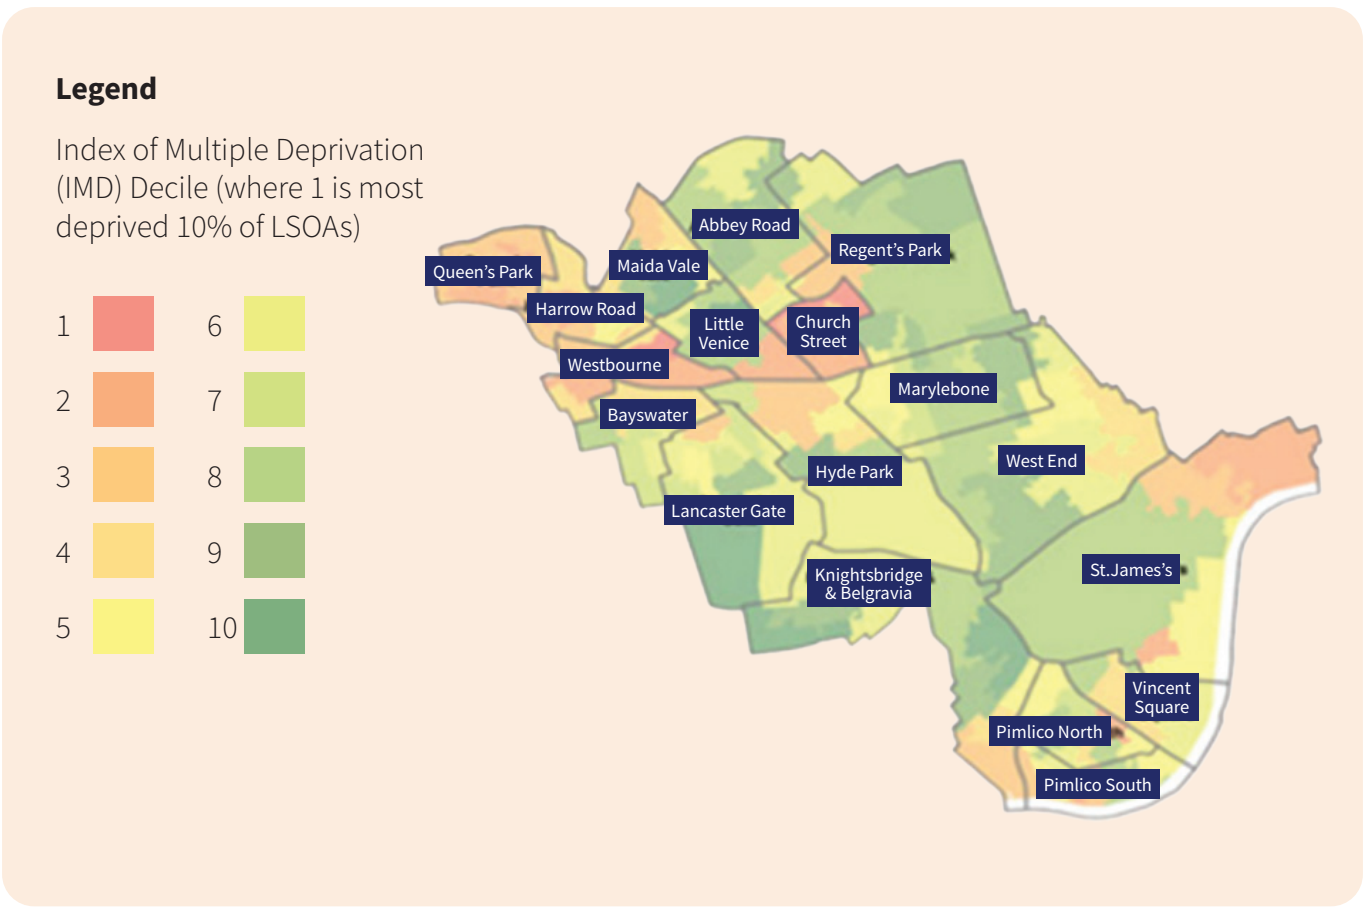 Legend
Index of Multiple Deprivation
(IMD) Decile (where 1 is most
deprived 10% of LSOAs)
1
6
2
7
3
8
4
9
5
10
Abbey Road
Regent’s Park
Queen’s Park
Maida Vale
Harrow Road
Little
Venice
Church
Street
Westbourne
Marylebone
Bayswater
West End
Hyde Park
Lancaster Gate
St.James’s
Knightsbridge
& Belgravia
Vincent
Square
Pimlico North
Pimlico South